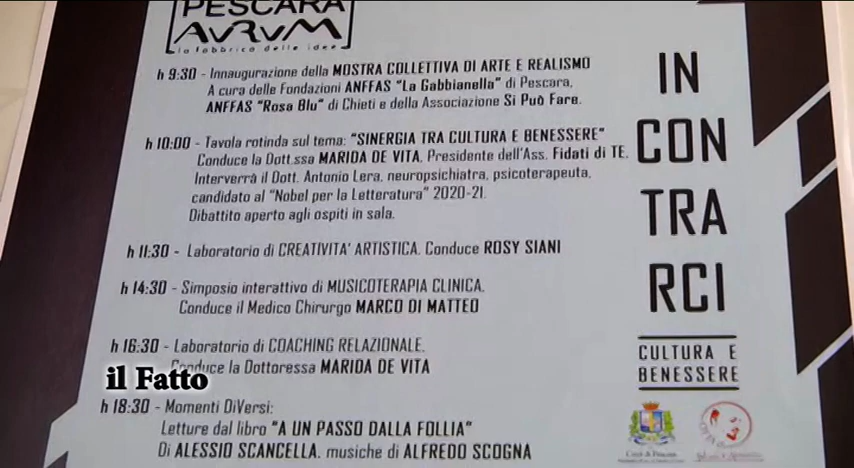 PESCARA
AURUM
la fabbrica delle idee
h 9:30 - Innaugurazione della MOSTRA COLLETTIVA DI ARTE E REALISMO
A cura delle Fondazioni ANFFAS "La Gabbianella" di Pescara,
ANFFAS "Rosa Blu" di Chieti e della Associazione Si Può Fare.
h 10:00 - Tavola rotinda sul tema: "SINERGIA TRA CULTURA E BENESSERE"
Conduce la Dott.ssa MARIDA DE VITA, Presidente dell'Ass. Fidati di TE.
Interverrà il Dott. Antonio Lera, neuropsichiatra, psicoterapeuta,
candidato al "Nobel per la Letteratura" 2020-21.
Dibattito aperto agli ospiti in sala.
h 11:30 - Laboratorio di CREATIVITA' ARTISTICA. Conduce ROSY SIANI
h 14:30 - Simposio interattivo di MUSICOTERAPIA CLINICA.
Conduce il Medico Chirurgo MARCO DI MATTEO
h 16:30 - Laboratorio di COACHING RELAZIONALE.
Conduce la Dottoressa MARIDA DE VITA
h 18:30 - Momenti DiVersi:
Letture dal libro "A UN PASSO DALLA FOLLIA"
Di ALESSIO SCANCELLA. musiche di ALFREDO SCOGNA
IN
CON
TRA
RCI
CULTURA E
BENESSERE
Città di Pescara
il Fatto